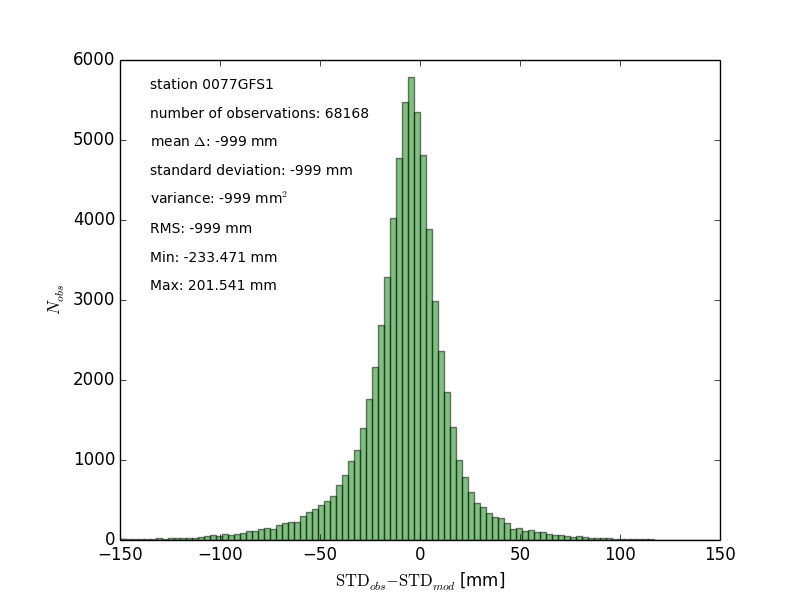 station 0077GFS1
number of observations: 68168
mean Δ: -999 mm
standard deviation: -999 mm
variance: -999 mm²
RMS: -999 mm
Min: -233.471 mm
Max: 201.541 mm
6000
5000
4000
3000
2000
1000
0
N_obs
−150
−100
−50
0
50
100
150
STD_obs−STD_mod [mm]